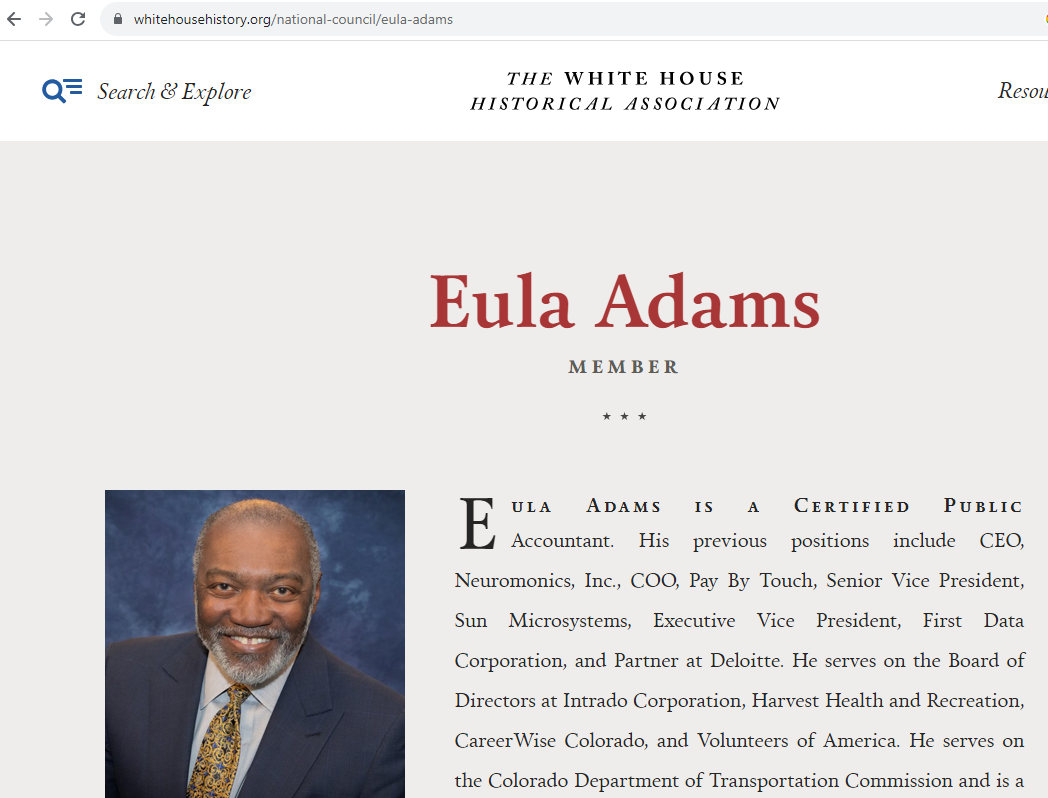 whitehousehistory.org/national-council/eula-adams
Search & Explore
THE WHITE HOUSE
HISTORICAL ASSOCIATION
Eula Adams
MEMBER
EULA ADAMS IS A CERTIFIED PUBLIC
Accountant. His previous positions include CEO,
Neuromonics, Inc., COO, Pay By Touch, Senior Vice President,
Sun Microsystems, Executive Vice President, First Data
Corporation, and Partner at Deloitte. He serves on the Board of
Directors at Intrado Corporation, Harvest Health and Recreation,
CareerWise Colorado, and Volunteers of America. He serves on
the Colorado Department of Transportation Commission and is a